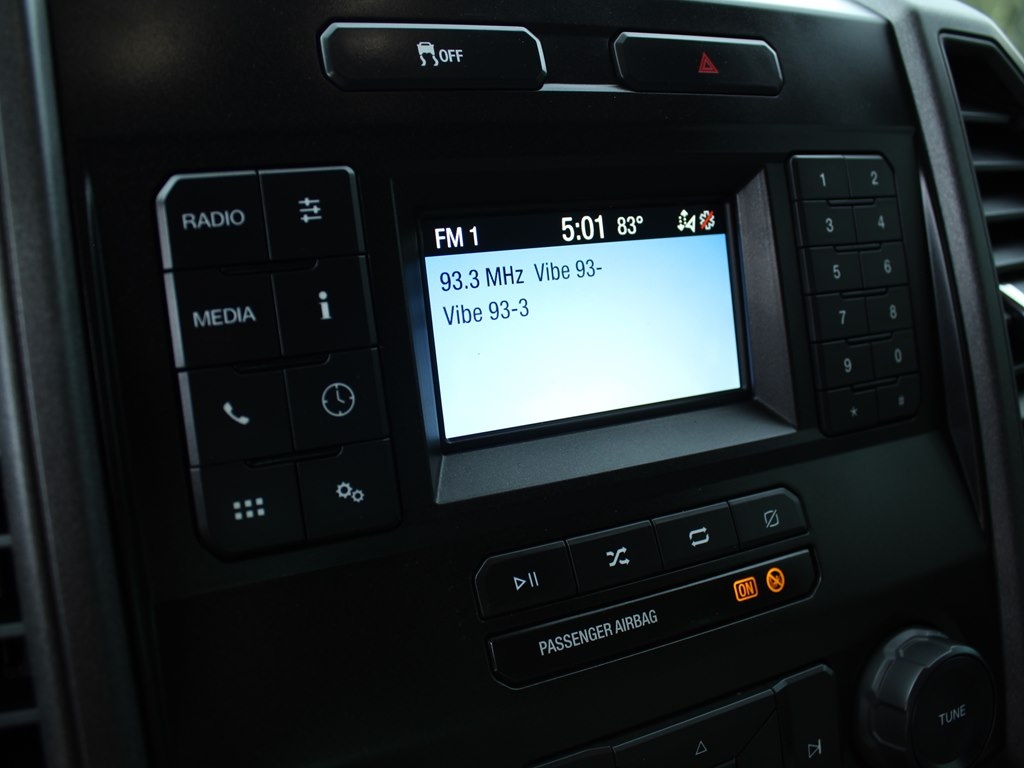 OFF
RADIO
MEDIA
FM 1 5:01 83°
93.3 MHz Vibe 93-
Vibe 93-3
1 2
3 4
5 6
7 8
9 0
* #
PASSENGER AIRBAG ON
TUNE